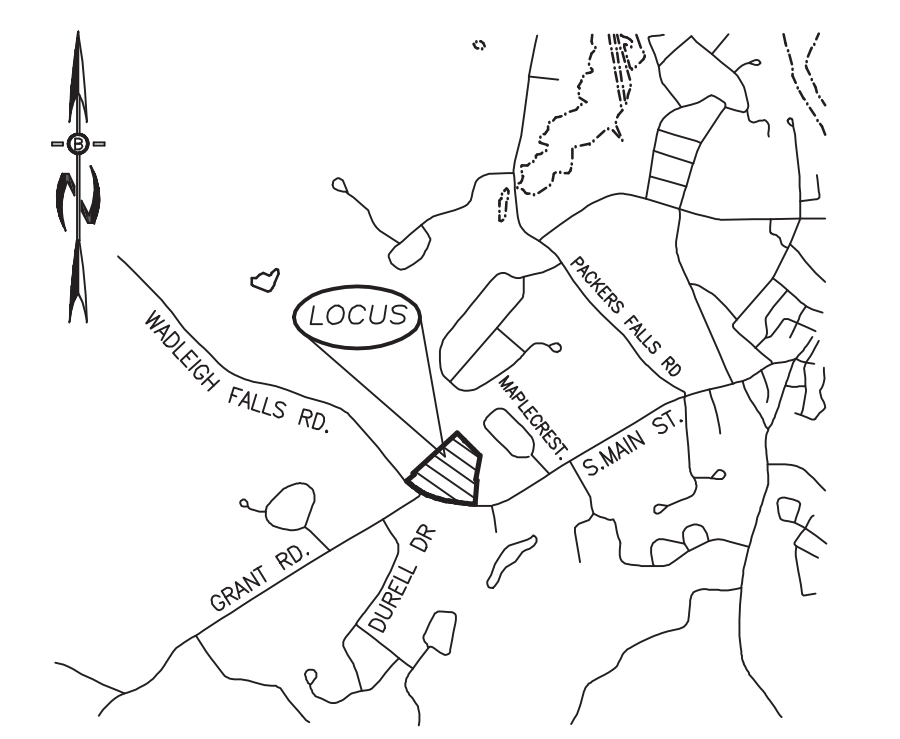 B
N
LOCUS
PACKERS FALLS RD
WADLEIGH FALLS RD.
MAPLECREST.
S.MAIN ST.
DURELL DR
GRANT RD.